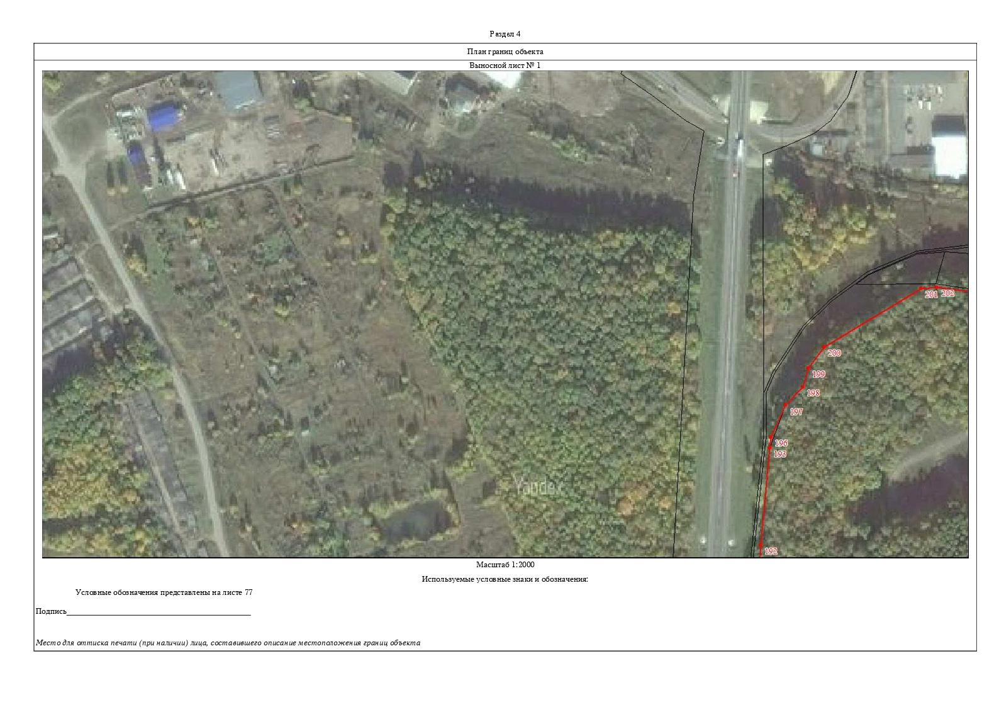 Раздел 4
План границ объекта
Выносной лист № 1
201 202
200
199
198
197
196
193
Yandex
192
Масштаб 1:2000
Используемые условные знаки и обозначения:
Условные обозначения представлены на листе 77
Подпись
Место для оттиска печати (при наличии) лица, составившего описание местоположения границ объекта